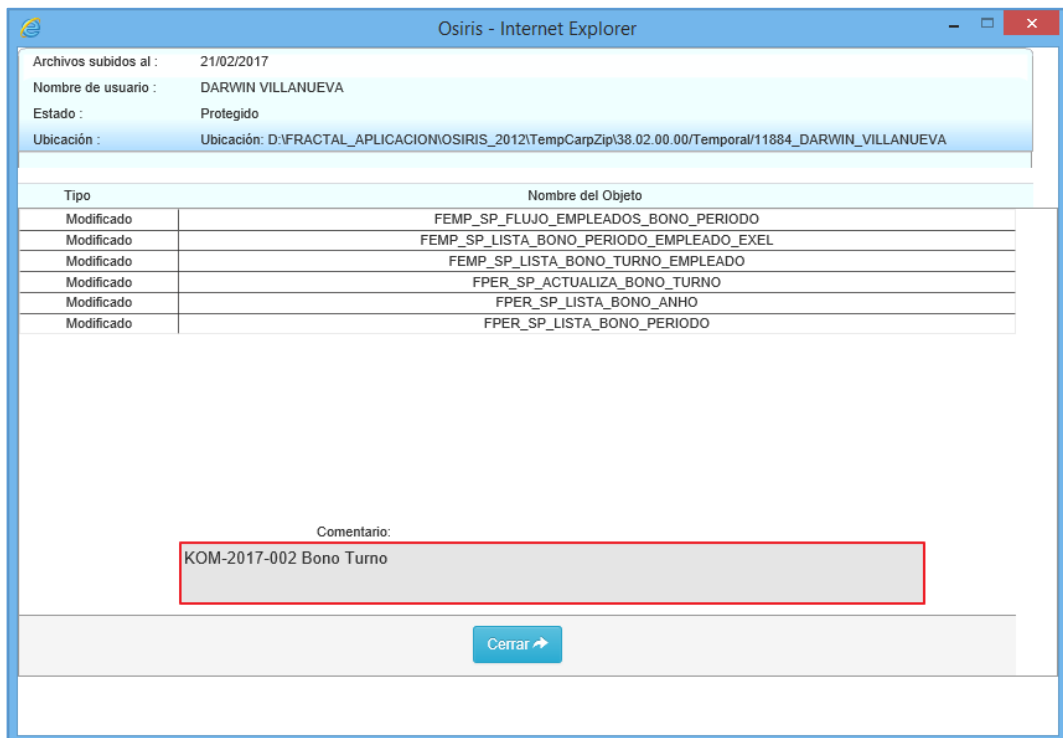 Osiris - Internet Explorer
Archivos subidos al : 21/02/2017
Nombre de usuario : DARWIN VILLANUEVA
Estado : Protegido
Ubicación : Ubicación: D:\FRACTAL_APLICACION\OSIRIS_2012\TempCarpZip\38.02.00.00/Temporal/11884_DARWIN_VILLANUEVA
Tipo Nombre del Objeto
Modificado FEMP_SP_FLUJO_EMPLEADOS_BONO_PERIODO
Modificado FEMP_SP_LISTA_BONO_PERIODO_EMPLEADO_EXEL
Modificado FEMP_SP_LISTA_BONO_TURNO_EMPLEADO
Modificado FPER_SP_ACTUALIZA_BONO_TURNO
Modificado FPER_SP_LISTA_BONO_ANHO
Modificado FPER_SP_LISTA_BONO_PERIODO
Comentario:
KOM-2017-002 Bono Turno
Cerrar